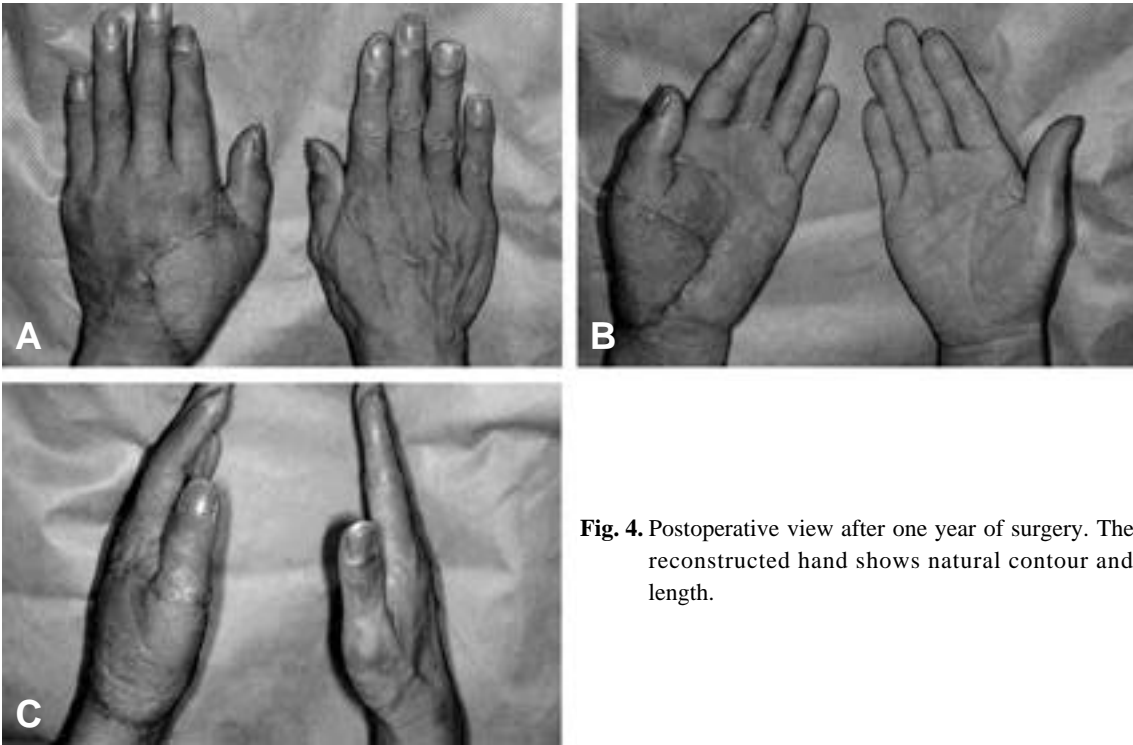 A
B
C
Fig. 4. Postoperative view after one year of surgery. The
reconstructed hand shows natural contour and
length.